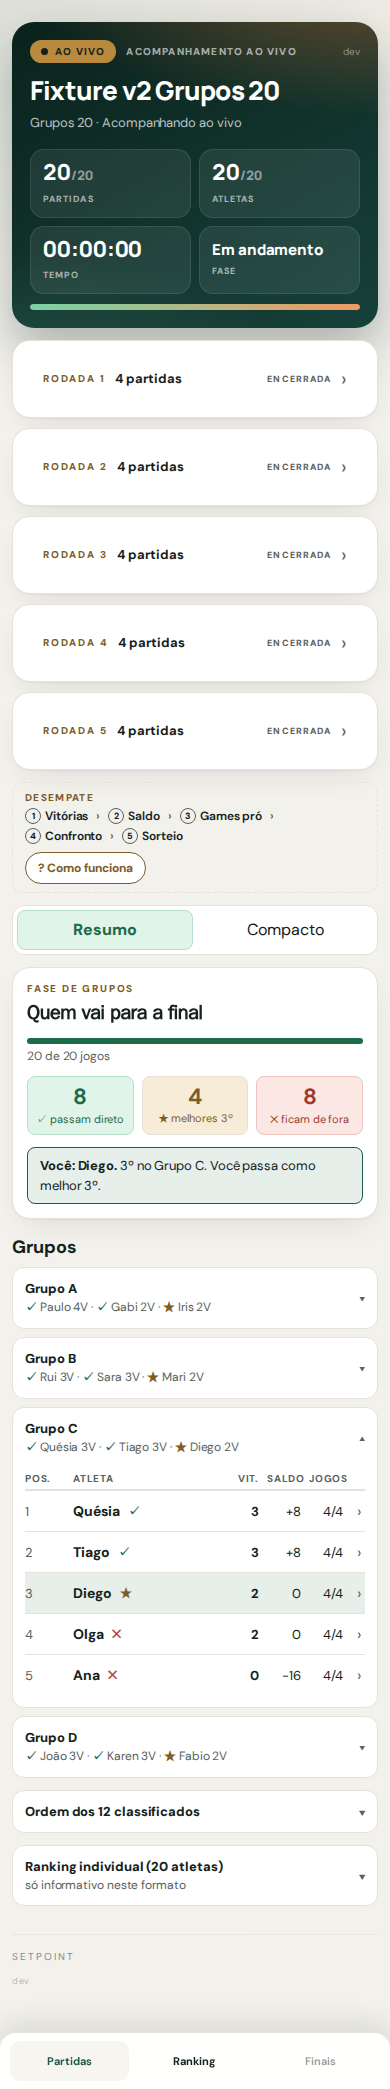 AO VIVO ACOMPANHAMENTO AO VIVO dev
Fixture v2 Grupos 20
Grupos 20 · Acompanhando ao vivo
20/20 20/20
PARTIDAS ATLETAS
00:00:00 Em andamento
TEMPO FASE
RODADA 1 4 partidas ENCERRADA ›
RODADA 2 4 partidas ENCERRADA ›
RODADA 3 4 partidas ENCERRADA ›
RODADA 4 4 partidas ENCERRADA ›
RODADA 5 4 partidas ENCERRADA ›
DESEMPATE
1 Vitórias › 2 Saldo › 3 Games pró ›
4 Confronto › 5 Sorteio
? Como funciona
Resumo Compacto
FASE DE GRUPOS
Quem vai para a final
20 de 20 jogos
8 4 8
✓ passam direto ★ melhores 3º ✕ ficam de fora
Você: Diego. 3º no Grupo C. Você passa como
melhor 3º.
Grupos
Grupo A
✓ Paulo 4V · ✓ Gabi 2V · ★ Iris 2V ▾
Grupo B
✓ Rui 3V · ✓ Sara 3V · ★ Mari 2V ▾
Grupo C
✓ Quésia 3V · ✓ Tiago 3V · ★ Diego 2V ▴
POS. ATLETA VIT. SALDO JOGOS
1 Quésia ✓ 3 +8 4/4 ›
2 Tiago ✓ 3 +8 4/4 ›
3 Diego ★ 2 0 4/4 ›
4 Olga ✕ 2 0 4/4 ›
5 Ana ✕ 0 -16 4/4 ›
Grupo D
✓ João 3V · ✓ Karen 3V · ★ Fabio 2V ▾
Ordem dos 12 classificados ▾
Ranking individual (20 atletas)
só informativo neste formato ▾
SETPOINT
dev
Partidas Ranking Finais